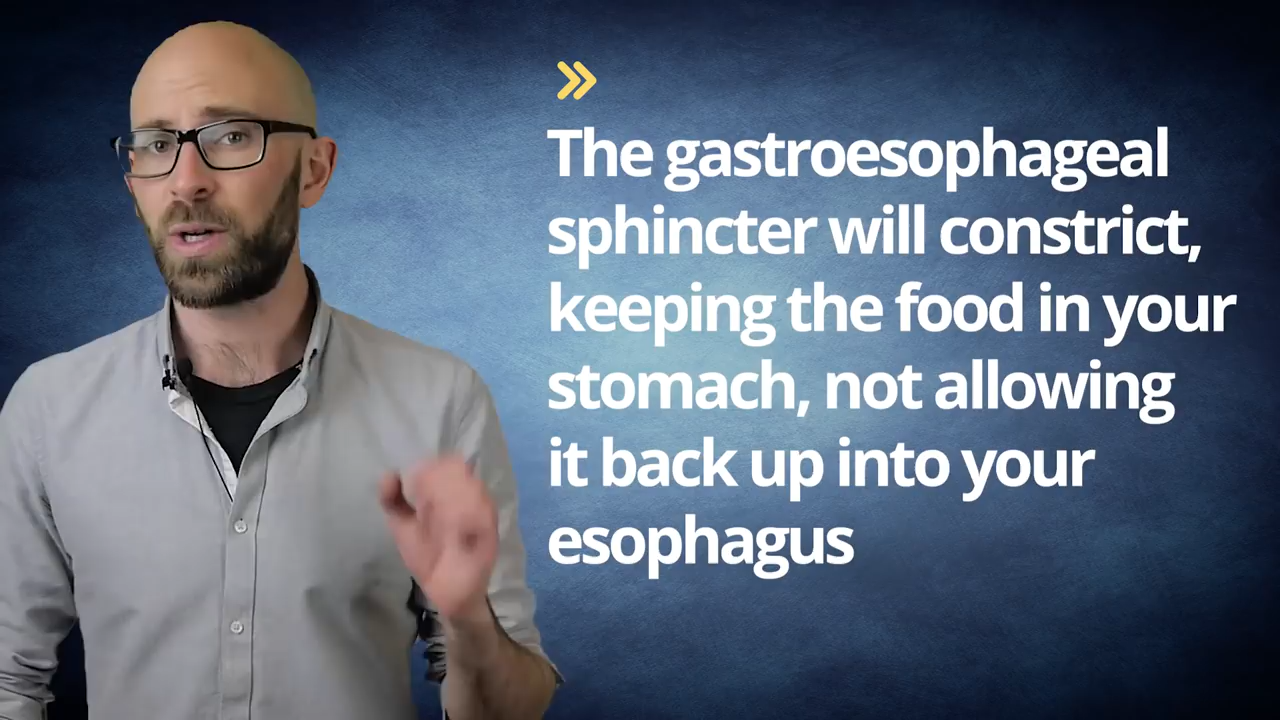 The gastroesophageal
sphincter will constrict,
keeping the food in your
stomach, not allowing
it back up into your
esophagus